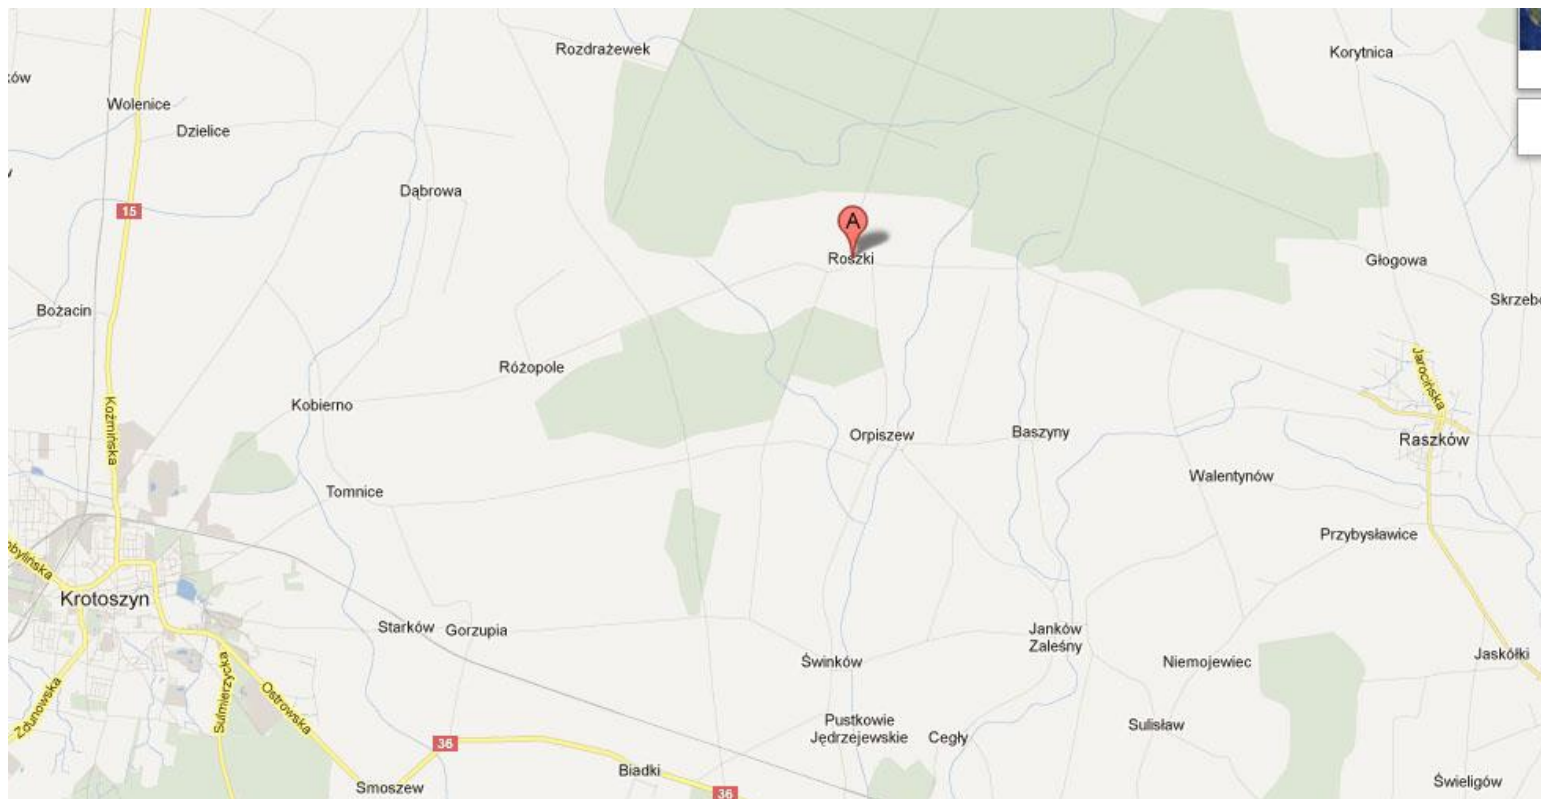 Rozdrażewek
Korytnica
ków
Wolenice
Dzielice
Dąbrowa
15
A
Roszki
Głogowa
Bożacin
Jarocińska
Różopole
Koźmińska
Kobierno
Orpiszew
Baszyny
Raszków
Walentynów
Tomnice
Przybysławice
obylińska
Krotoszyn
Starków
Gorzupia
Janków
Zaleśny
Świnków
Niemojewiec
Jaskółki
Zdunowska
Sulmierzycka
Ostrowska
Pustkowie
Jędrzejewskie
Cegły
Sulisław
36
Biadki
Smoszew
36
Świeligów